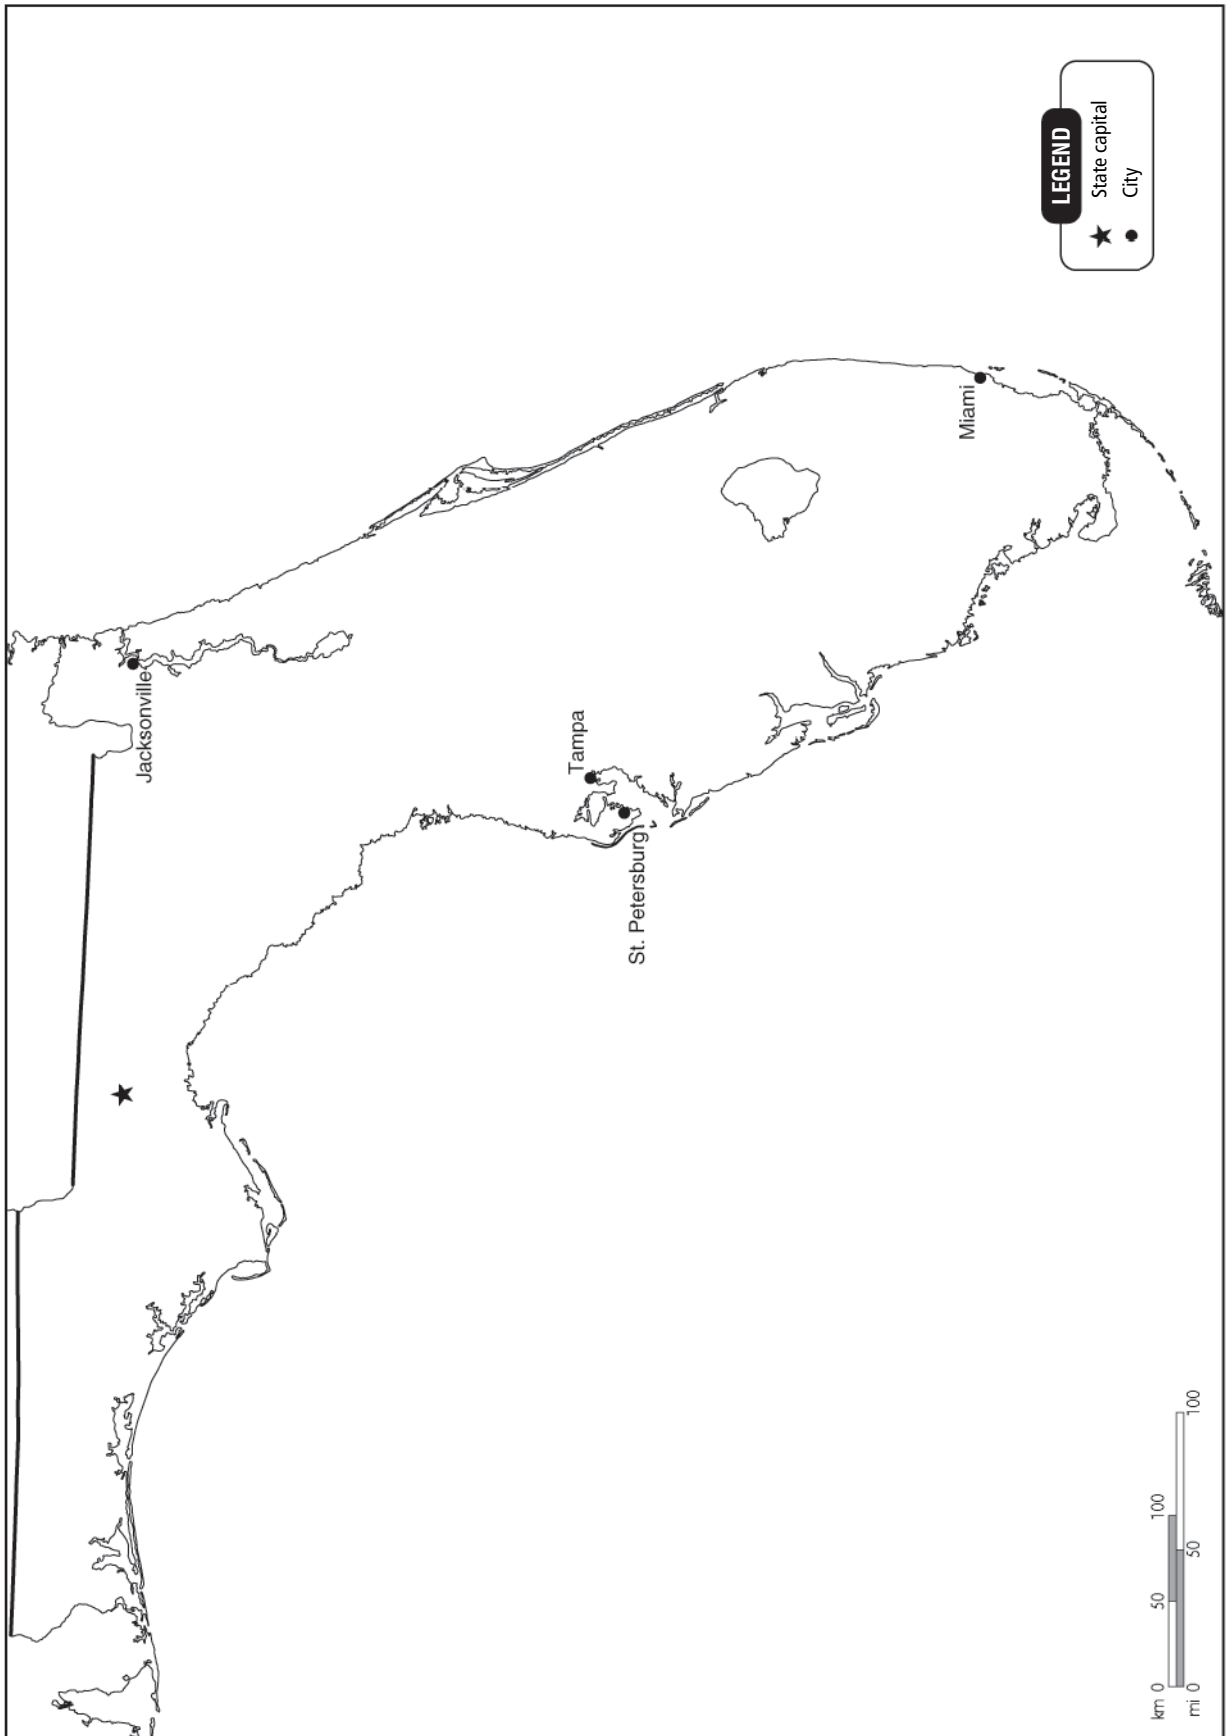 LEGEND
State capital
City
Jacksonville
Tampa
St. Petersburg
Miami
km 0 50 100
mi 0 50 100